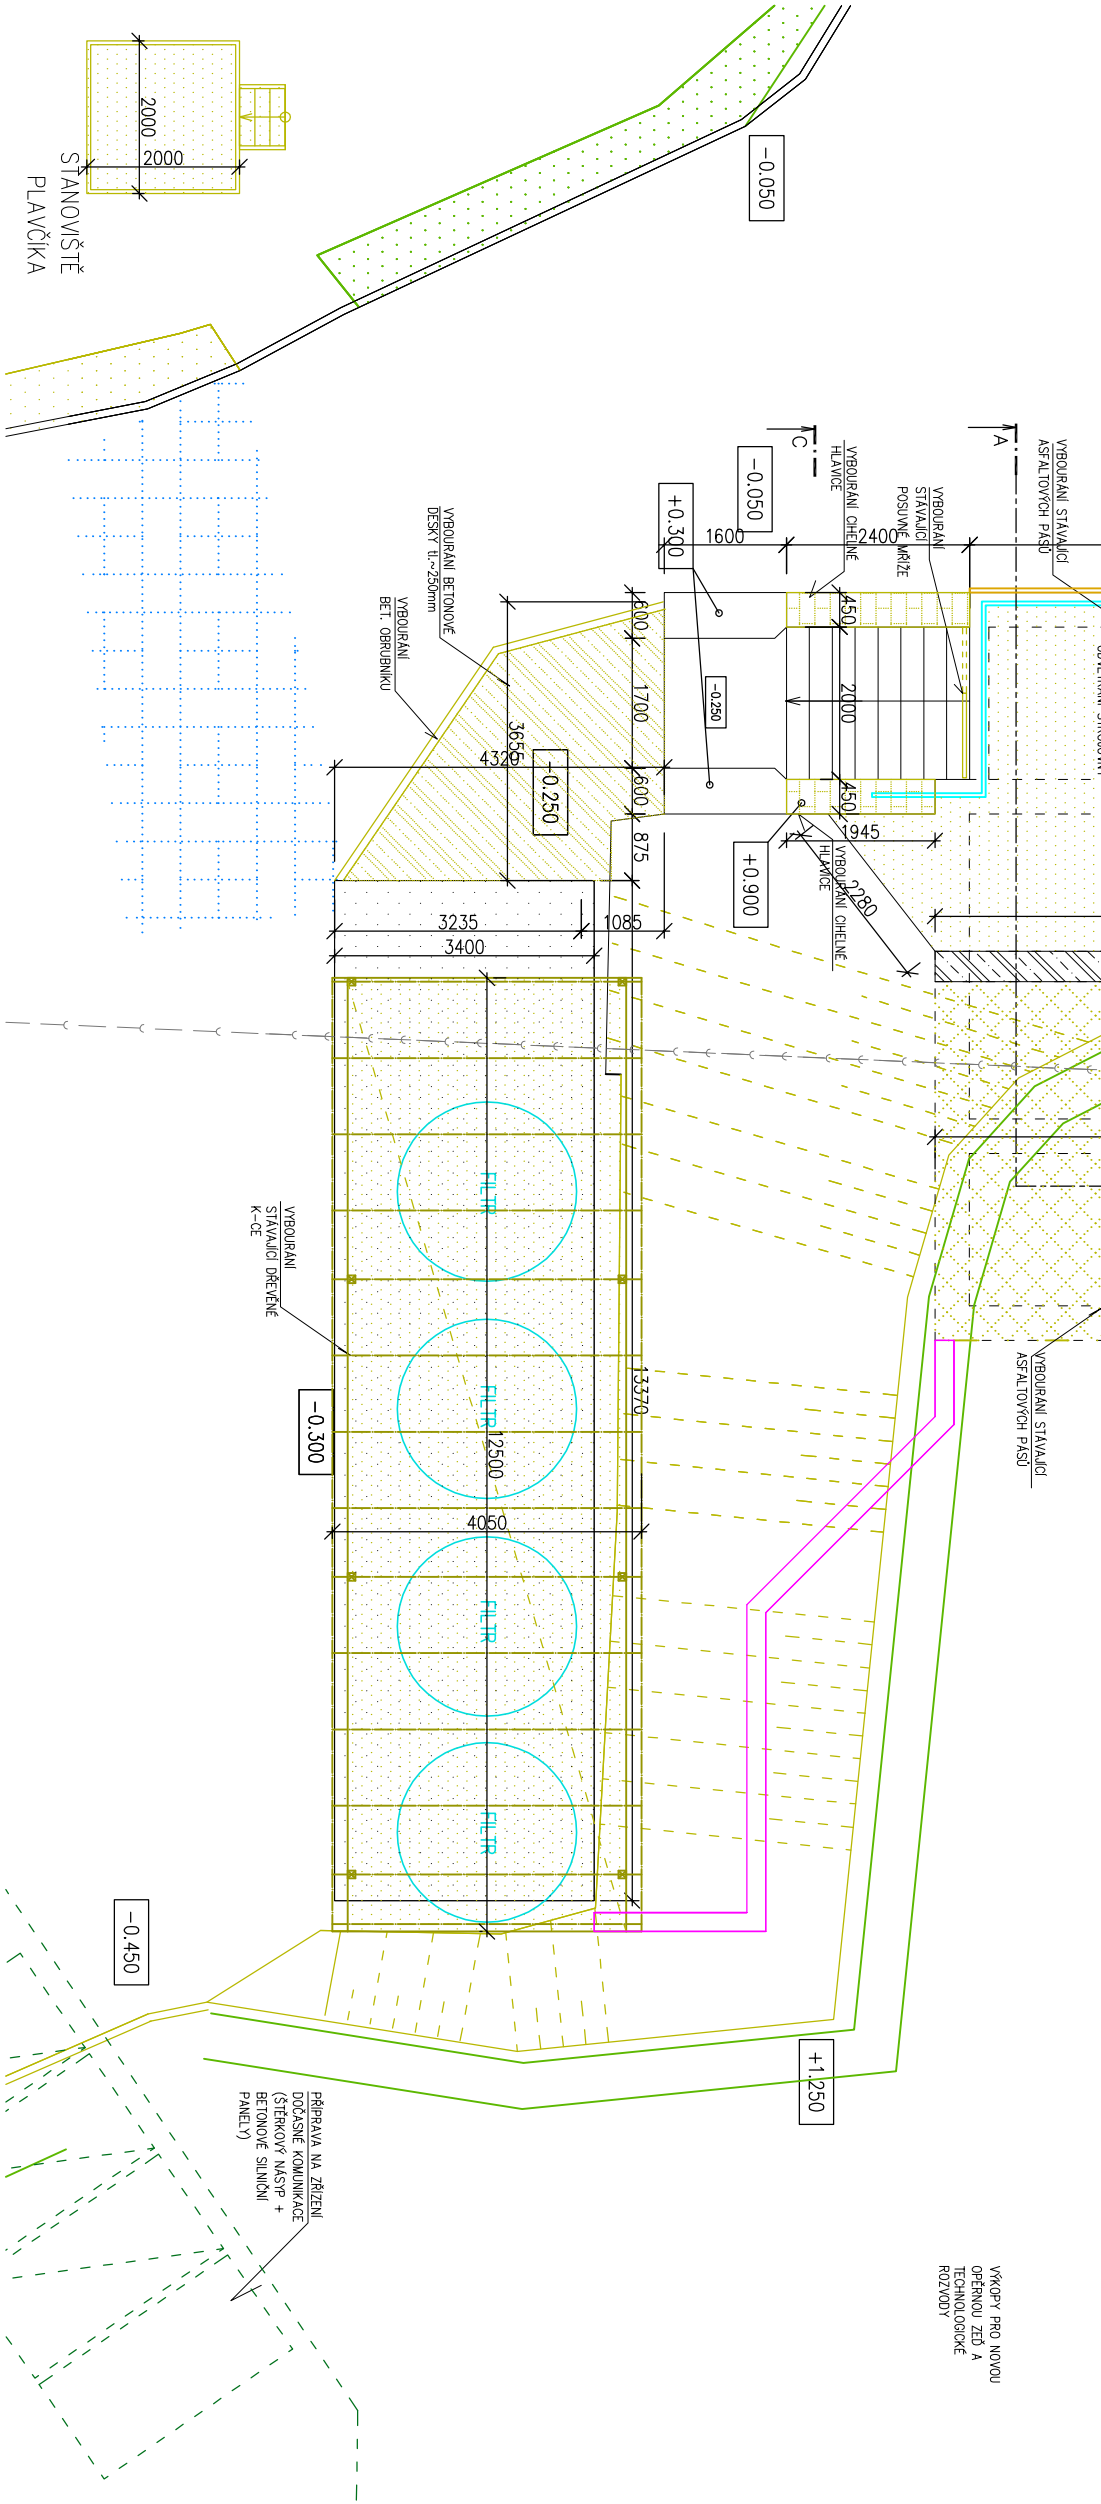 2000
2000
STANOVIŠTĚ
PLAVČÍKA
-0.050
A
C
VYBOURÁNÍ STÁVAJÍCÍ
ASFALTOVÝCH PÁSŮ
VYBOURÁNÍ CIHELNÉ
HLAVICE
-0.050
+0.300
VYBOURÁNÍ
STÁVAJÍCÍ
POSUVNÉ MŘÍŽE
1600
2400
VYBOURÁNÍ BETONOVÉ
DESKY tl.~250mm
VYBOURÁNÍ
BET. OBRUBNÍKU
600
450
1700
2000
-0.250
3655
4320
-0.250
600
450
875
1945
+0.900
VYBOURÁNÍ CIHELNÉ
HLAVICE
2280
3235
1085
3400
FILTR
VYBOURÁNÍ
STÁVAJÍCÍ DŘEVĚNÉ
K-CE
-0.300
FILTR
12500
13370
VYBOURÁNÍ STÁVAJÍCÍ
ASFALTOVÝCH PÁSŮ
4050
FILTR
FILTR
-0.450
+1.250
PŘÍPRAVA NA ZŘÍZENÍ
DOČASNÉ KOMUNIKACE
(ŠTĚRKOVÝ NÁSYP +
BETONOVÉ SILNIČNÍ
PANELY)
VÝKOPY PRO NOVOU
OPĚRNOU ZEĎ A
TECHNOLOGICKÉ
ROZVODY